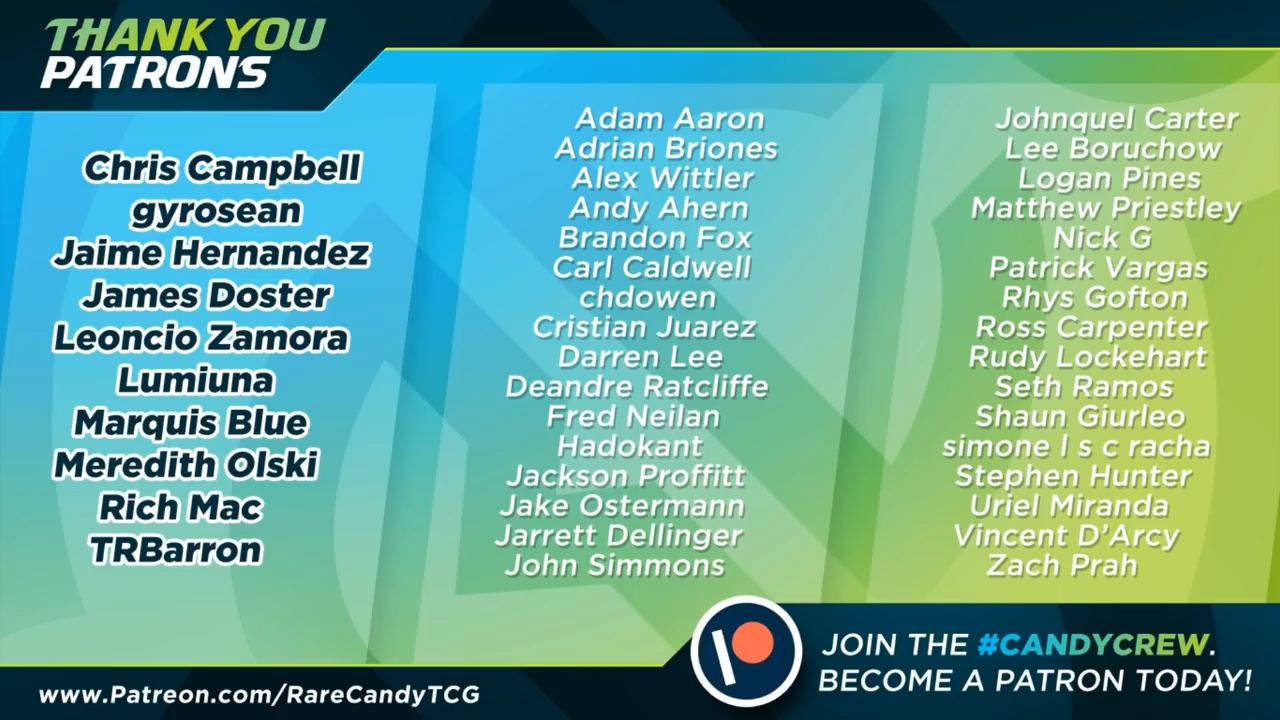 THANK YOU
PATRONS
Chris Campbell
gyrosean
Jaime Hernandez
James Doster
Leoncio Zamora
Lumiuna
Marquis Blue
Meredith Olski
Rich Mac
TRBarron
Adam Aaron
Adrian Briones
Alex Wittler
Andy Ahern
Brandon Fox
Carl Caldwell
chdowen
Cristian Juarez
Darren Lee
Deandre Ratcliffe
Fred Neilan
Hadokant
Jackson Proffitt
Jake Ostermann
Jarrett Dellinger
John Simmons
Johnquel Carter
Lee Boruchow
Logan Pines
Matthew Priestley
Nick G
Patrick Vargas
Rhys Gofton
Ross Carpenter
Rudy Lockehart
Seth Ramos
Shaun Giurleo
simone l s c racha
Stephen Hunter
Uriel Miranda
Vincent D'Arcy
Zach Prah
www.Patreon.com/RareCandyTCG
JOIN THE #CANDYCREW.
BECOME A PATRON TODAY!